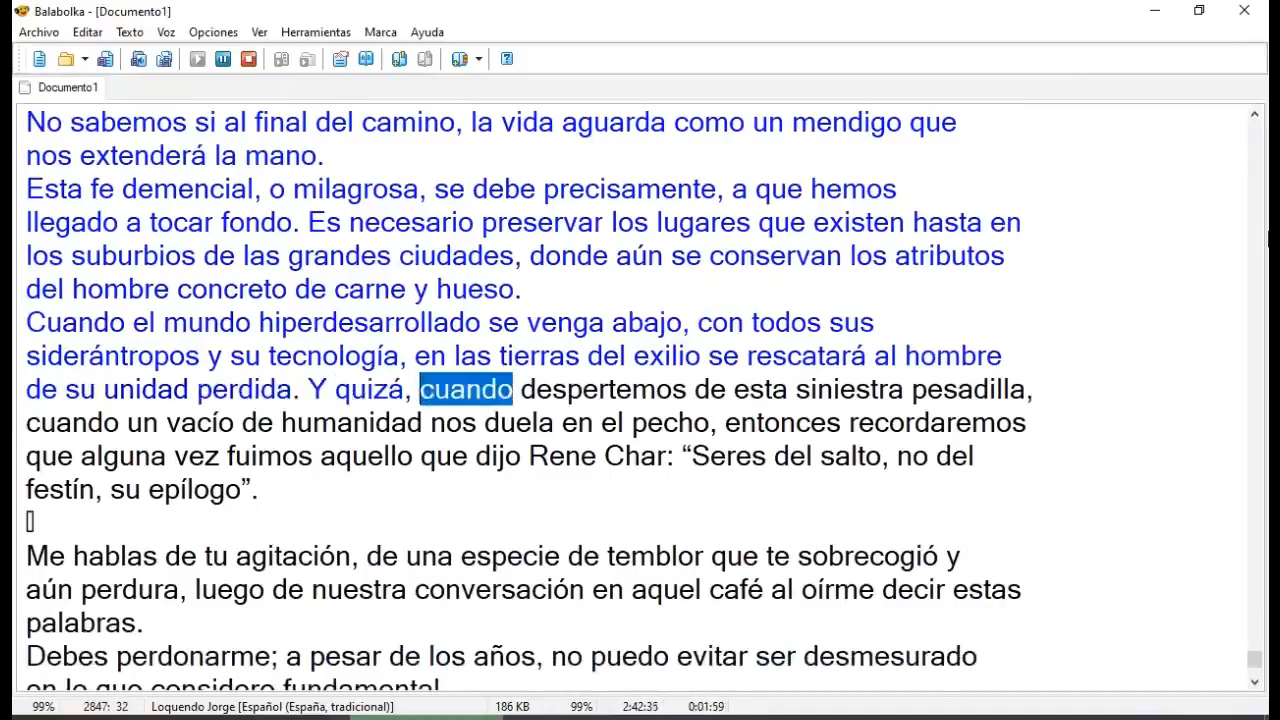 Balabolka - [Documento1]
Archivo Editar Texto Voz Opciones Ver Herramientas Marca Ayuda
Documento1
No sabemos si al final del camino, la vida aguarda como un mendigo que
nos extenderá la mano.
Esta fe demencial, o milagrosa, se debe precisamente, a que hemos
llegado a tocar fondo. Es necesario preservar los lugares que existen hasta en
los suburbios de las grandes ciudades, donde aún se conservan los atributos
del hombre concreto de carne y hueso.
Cuando el mundo hiperdesarrollado se venga abajo, con todos sus
siderántropos y su tecnología, en las tierras del exilio se rescatará al hombre
de su unidad perdida. Y quizá, cuando despertemos de esta siniestra pesadilla,
cuando un vacío de humanidad nos duela en el pecho, entonces recordaremos
que alguna vez fuimos aquello que dijo Rene Char: “Seres del salto, no del
festín, su epílogo”.
Me hablas de tu agitación, de una especie de temblor que te sobrecogió y
aún perdura, luego de nuestra conversación en aquel café al oírme decir estas
palabras.
Debes perdonarme; a pesar de los años, no puedo evitar ser desmesurado
en lo que considero fundamental.
99% 2847: 32 Loquendo Jorge [Español (España, tradicional)] 186 KB 99% 2:42:35 0:01:59